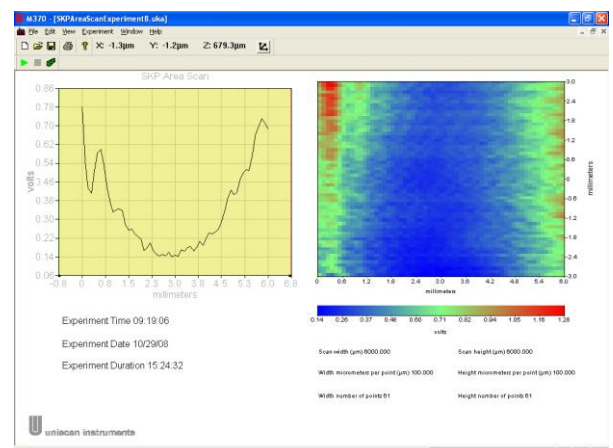 M370 - [SKPAreaScanExperiment8.uka]
File Edit View Experiment Window Help
X: -1.3µm Y: -1.2µm Z: 679.3µm
SKP Area Scan
0.86
0.78
0.70
0.62
0.54
0.46
0.38
0.30
0.22
0.14
0.06
volts
-0.8 0 0.8 1.5 2.3 3.0 3.8 4.5 5.3 6.0 6.8
millimeters
3.0
2.4
1.8
1.2
0.6
0
-0.6
-1.2
-1.8
-2.4
-3.0
millimeters
0 0.6 1.2 1.8 2.4 3.0 3.6 4.2 4.8 5.4 6.0
millimeters
0.14 0.26 0.37 0.48 0.60 0.71 0.82 0.94 1.05 1.16 1.28
volts
Experiment Time 09:19:06
Experiment Date 10/29/08
Experiment Duration 15:24:32
Scan width (µm) 6000.000 Scan height (µm) 6000.000
Width micrometers per point (µm) 100.000 Height micrometers per point (µm) 100.000
Width number of points 61 Height number of points 61
uniscan instruments